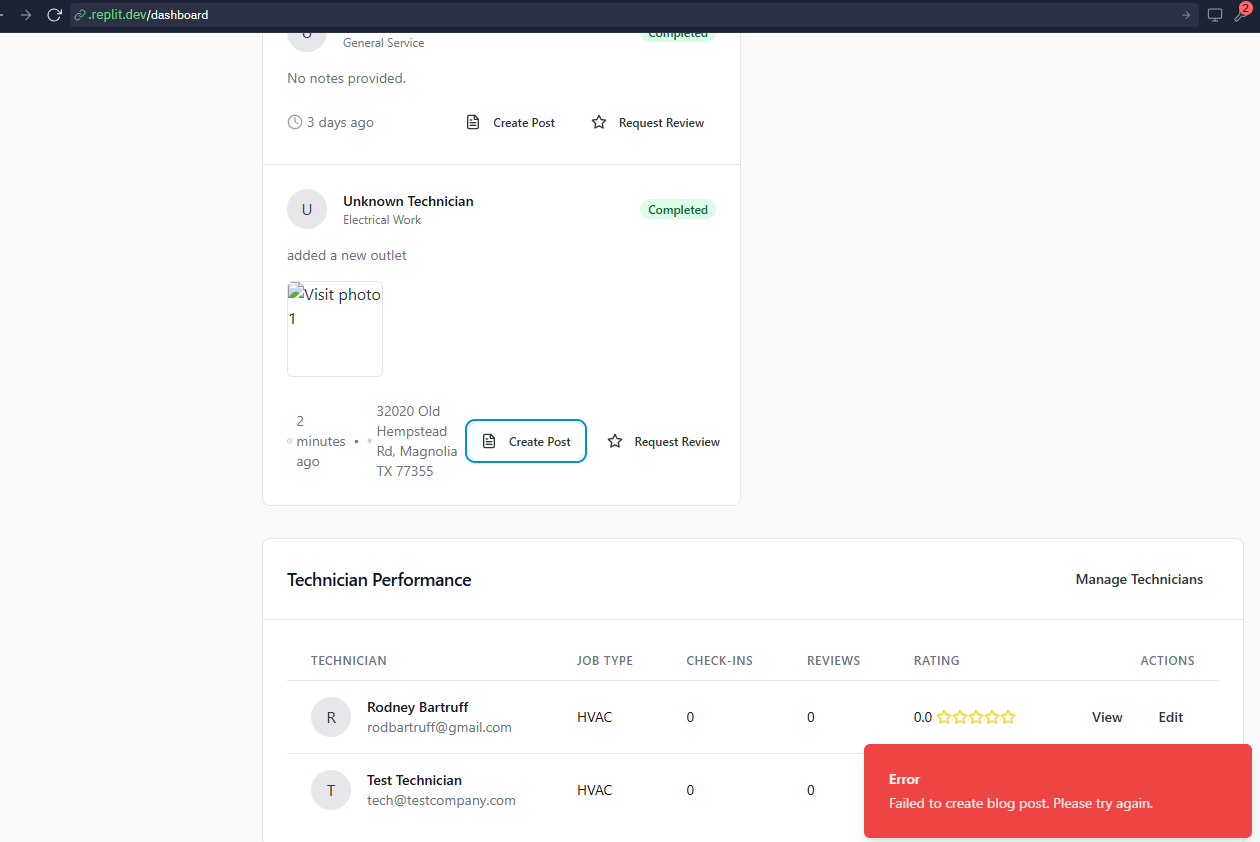 .replit.dev/dashboard
2
U
General Service
Completed
No notes provided.
3 days ago
Create Post
Request Review
U
Unknown Technician
Electrical Work
Completed
added a new outlet
Visit photo
1
2
minutes
ago
•
32020 Old
Hempstead
Rd, Magnolia
TX 77355
Create Post
Request Review
Technician Performance
Manage Technicians
TECHNICIAN JOB TYPE CHECK-INS REVIEWS RATING ACTIONS
R
Rodney Bartruff
rodbartruff@gmail.com
HVAC 0 0 0.0 View Edit
T
Test Technician
tech@testcompany.com
HVAC 0 0
Error
Failed to create blog post. Please try again.